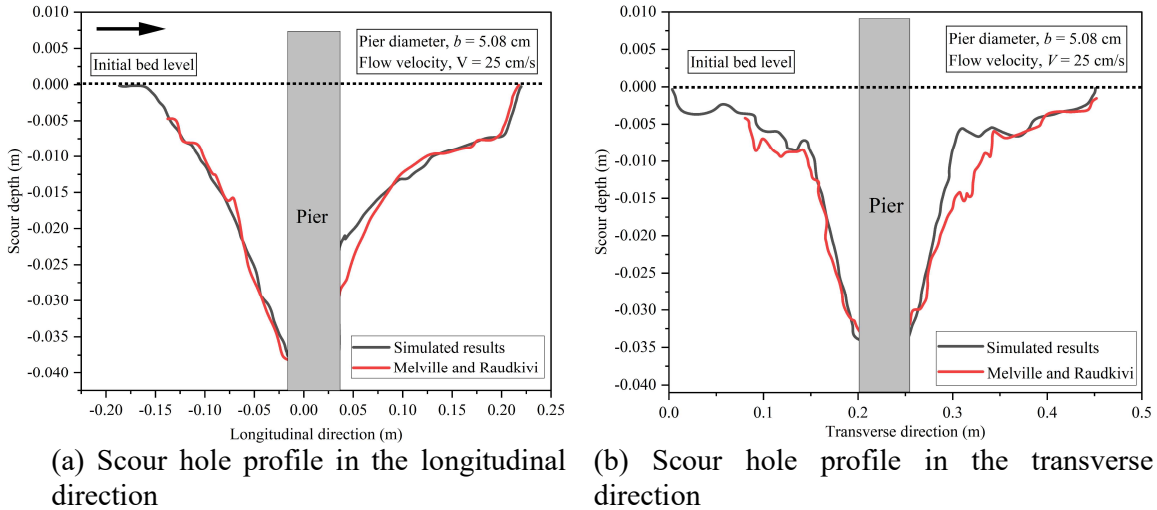 0.010
0.005
0.000
-0.005
-0.010
-0.015
-0.020
-0.025
-0.030
-0.035
-0.040
Scour depth (m)
Initial bed level
Pier diameter, b = 5.08 cm
Flow velocity, V = 25 cm/s
Pier
Simulated results
Melville and Raudkivi
-0.20 -0.15 -0.10 -0.05 0.00 0.05 0.10 0.15 0.20 0.25
Longitudinal direction (m)
(a) Scour hole profile in the longitudinal
direction
0.010
0.005
0.000
-0.005
-0.010
-0.015
-0.020
-0.025
-0.030
-0.035
-0.040
Scour depth (m)
Initial bed level
Pier diameter, b = 5.08 cm
Flow velocity, V = 25 cm/s
Pier
Simulated results
Melville and Raudkivi
0.0 0.1 0.2 0.3 0.4 0.5
Transverse direction (m)
(b) Scour hole profile in the transverse
direction